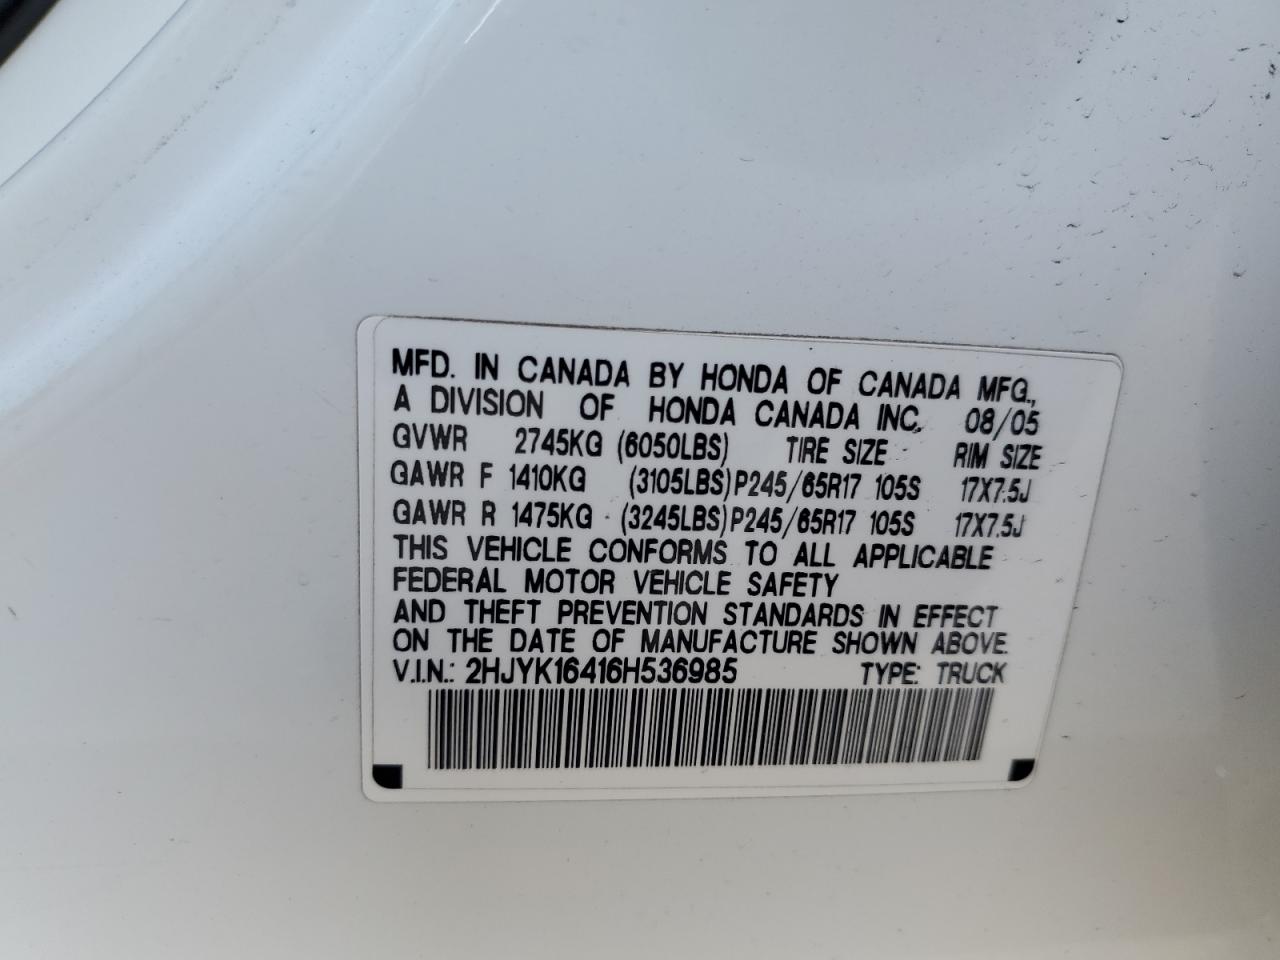 MFD. IN CANADA BY HONDA OF CANADA MFG.,
A DIVISION OF HONDA CANADA INC. 08/05
GVWR 2745KG (6050LBS) TIRE SIZE RIM SIZE
GAWR F 1410KG (3105LBS) P245/65R17 105S 17X7.5J
GAWR R 1475KG (3245LBS) P245/65R17 105S 17X7.5J
THIS VEHICLE CONFORMS TO ALL APPLICABLE
FEDERAL MOTOR VEHICLE SAFETY
AND THEFT PREVENTION STANDARDS IN EFFECT
ON THE DATE OF MANUFACTURE SHOWN ABOVE.
V.I.N.: 2HJYK16416H536985 TYPE: TRUCK